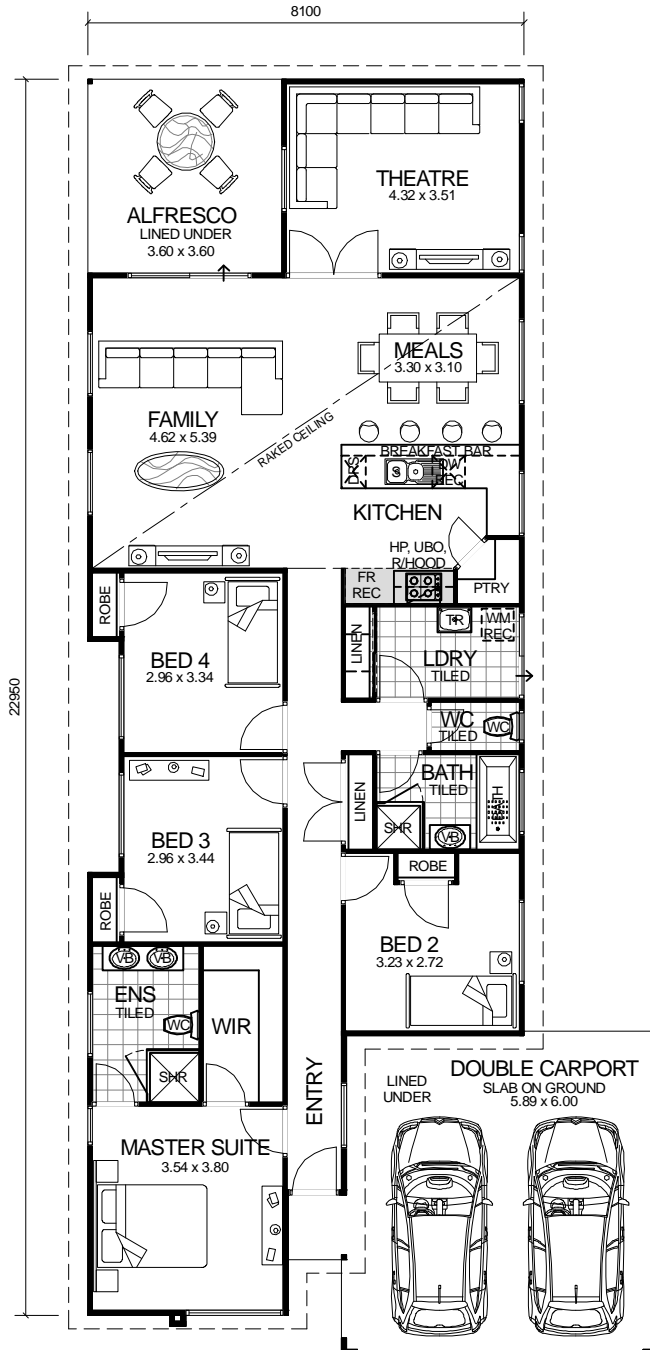 8100
22950
THEATRE
4.32 x 3.51
ALFRESCO
LINED UNDER
3.60 x 3.60
MEALS
3.30 x 3.10
FAMILY
4.62 x 5.39
RAKED CEILING
BREAKFAST BAR
DRS
S
DW
REC
KITCHEN
HP, UBO,
R/HOOD
FR
REC
PTRY
ROBE
BED 4
2.96 x 3.34
LINEN
TR
WM
REC
LDRY
TILED
WC
TILED
WC
BATH
TILED
BATH
LINEN
SHR
VB
BED 3
2.96 x 3.44
ROBE
ROBE
BED 2
3.23 x 2.72
VB
VB
ENS
TILED
WC
WIR
SHR
ENTRY
LINED
UNDER
DOUBLE CARPORT
SLAB ON GROUND
5.89 x 6.00
MASTER SUITE
3.54 x 3.80